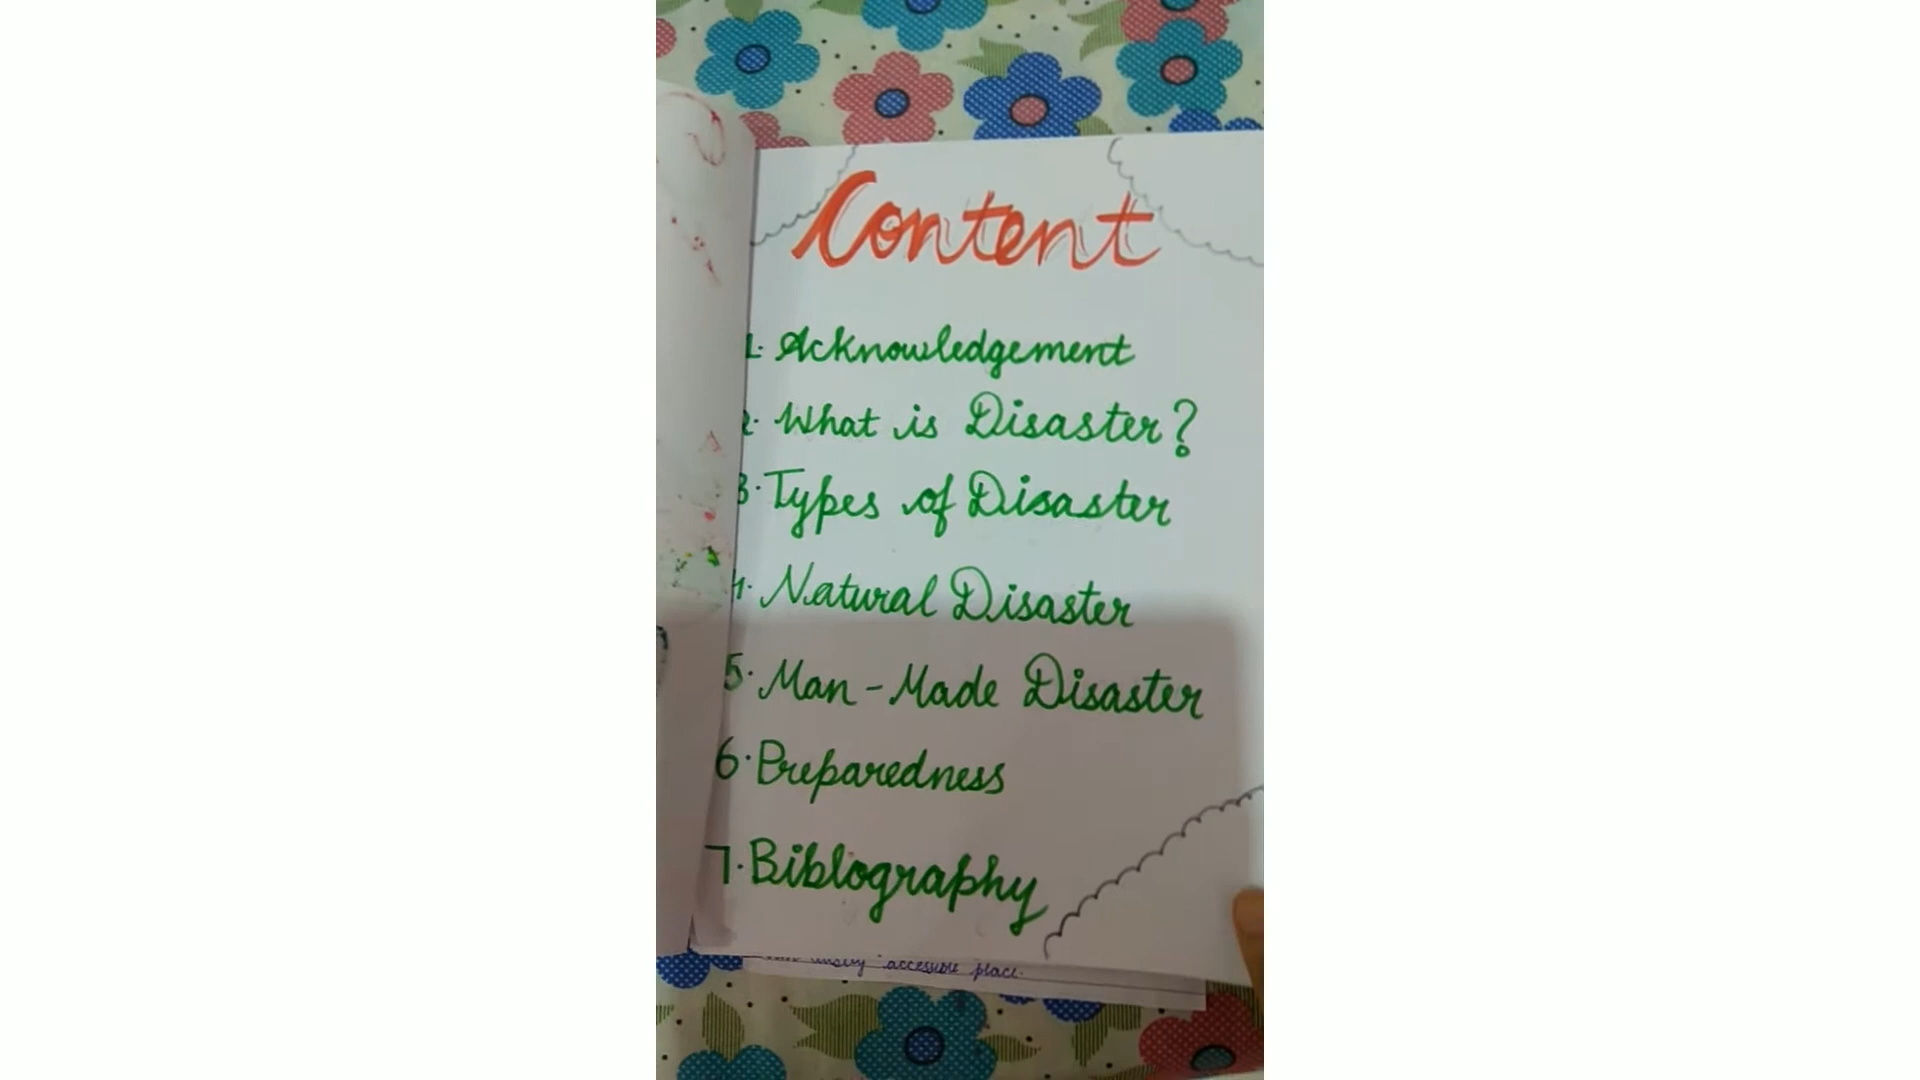 Content
1. Acknowledgement
2. What is Disaster?
3. Types of Disaster
4. Natural Disaster
5. Man-Made Disaster
6. Preparedness
7. Biblography
accessible place.